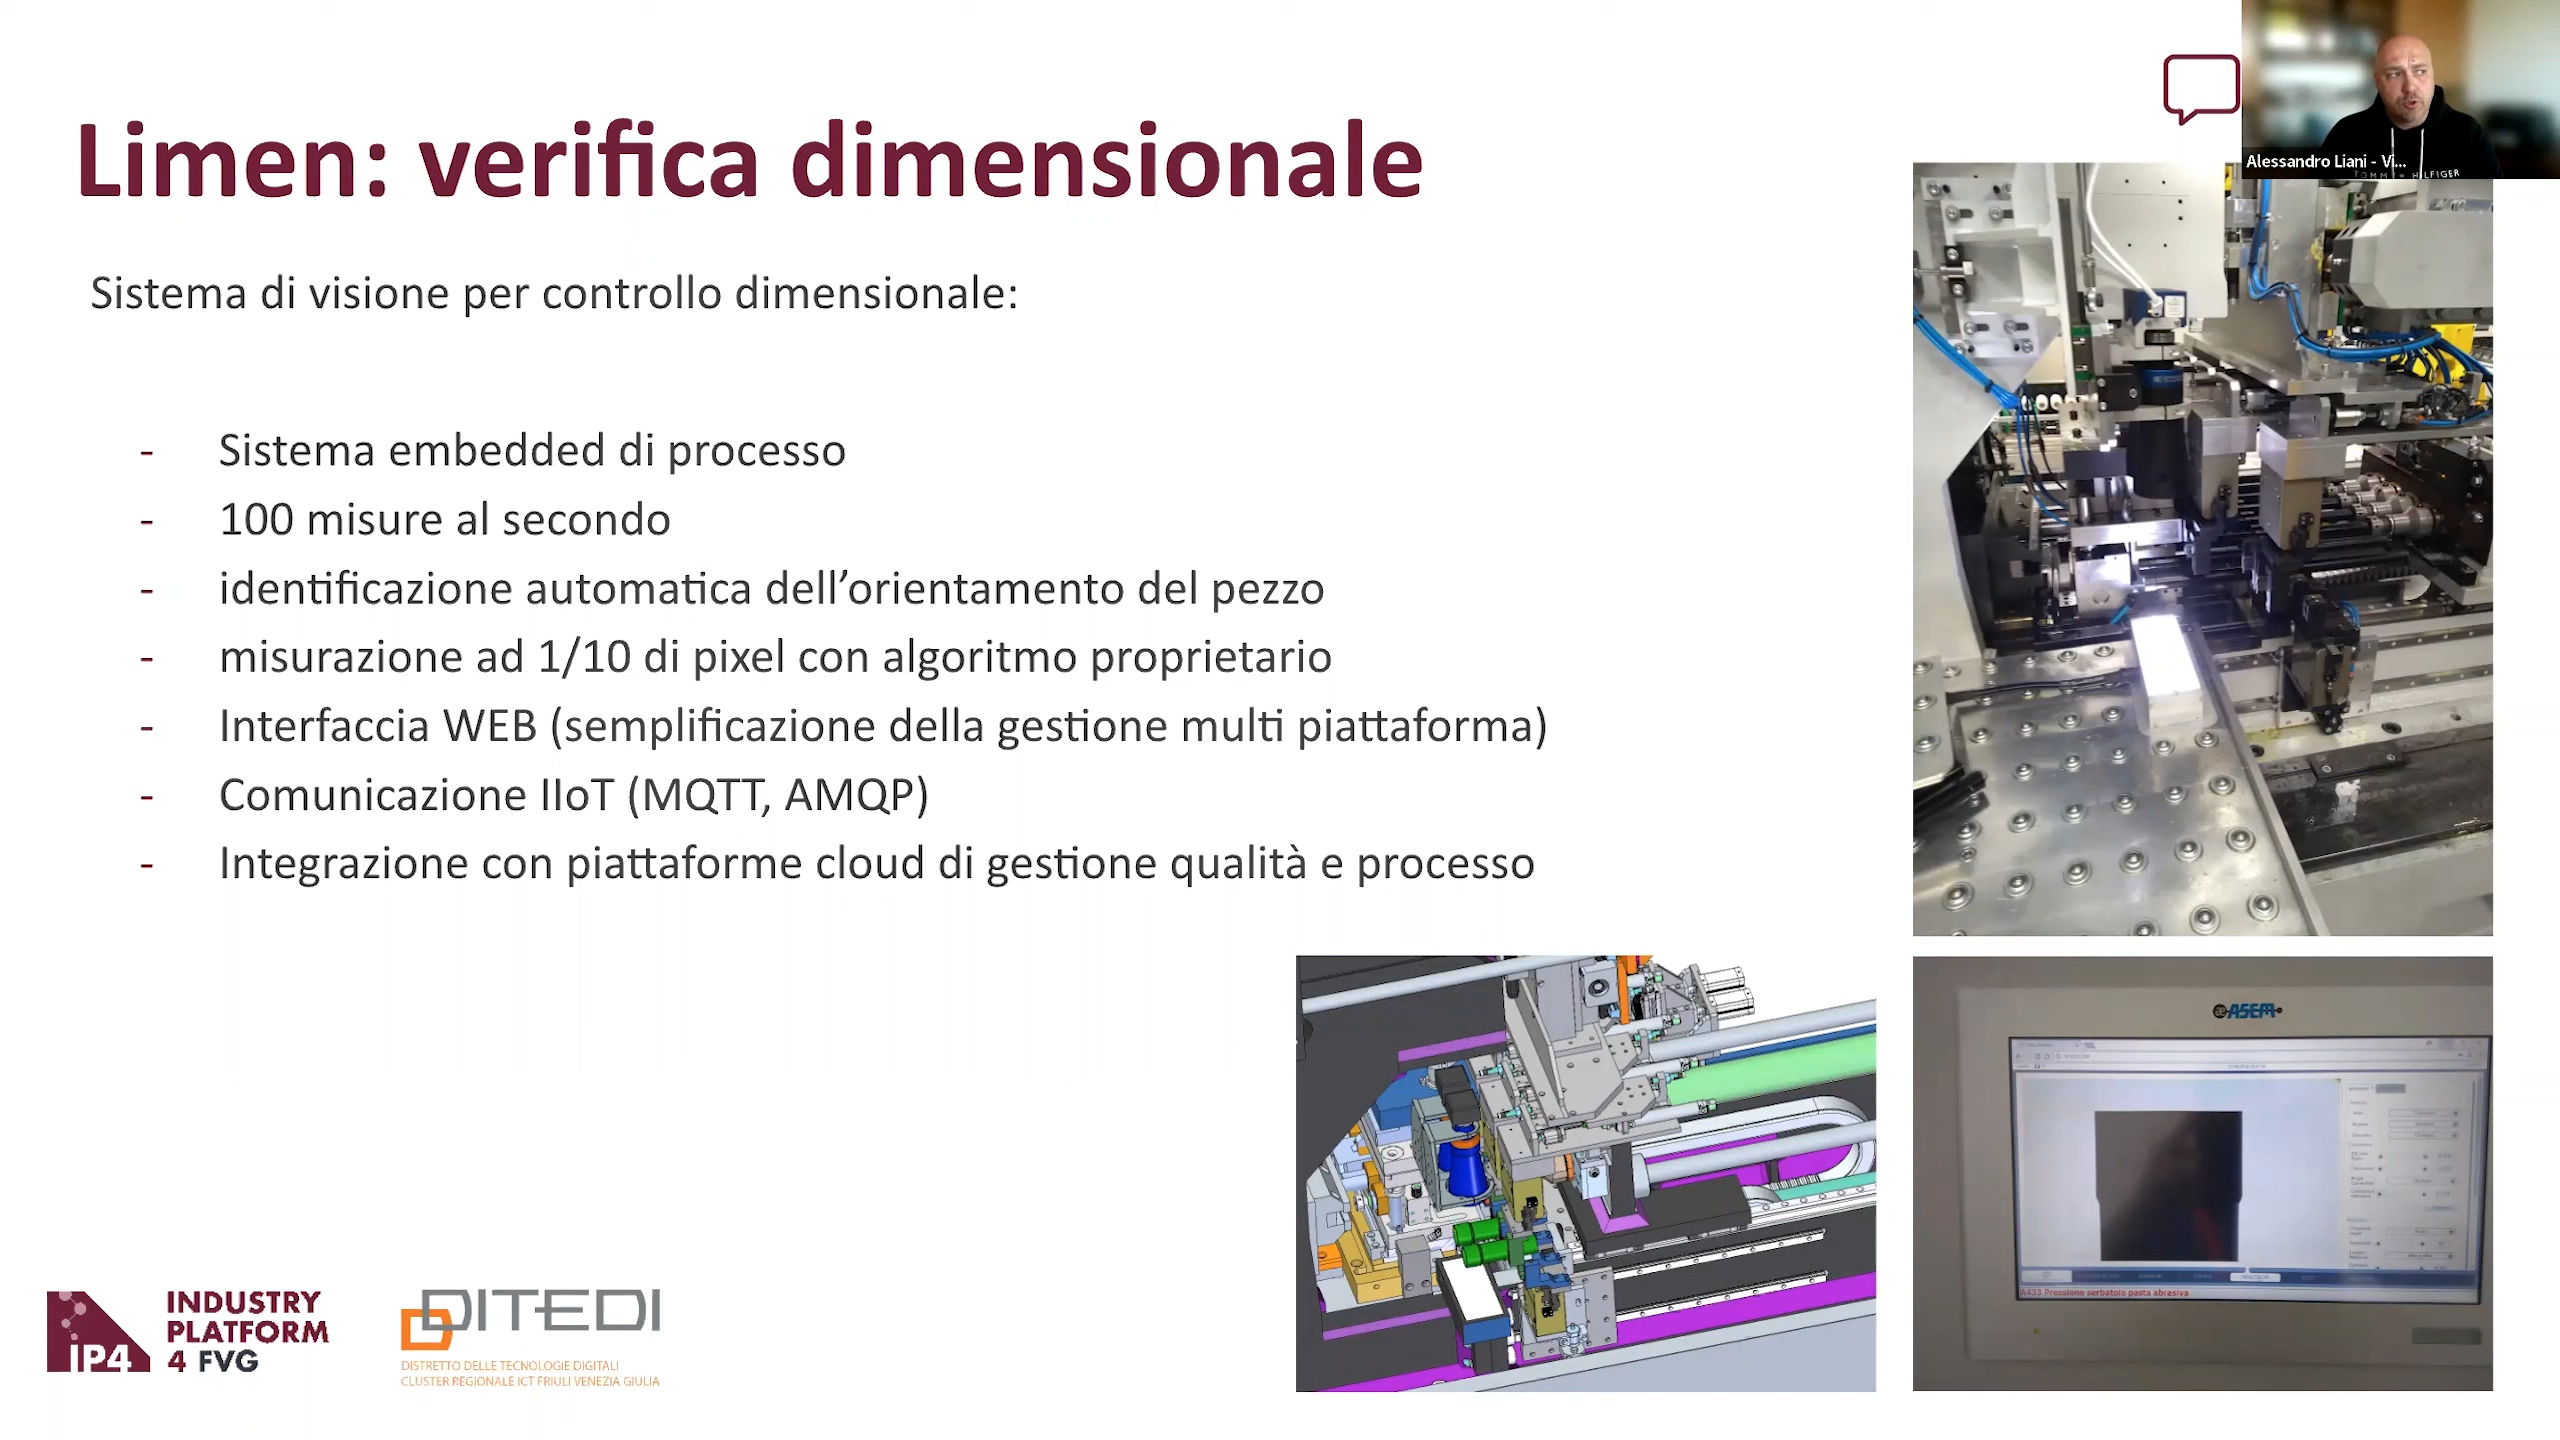 Limen: verifica dimensionale
Alessandro Liani - Vi...
TOMMY HILFIGER
Sistema di visione per controllo dimensionale:
- Sistema embedded di processo
- 100 misure al secondo
- identificazione automatica dell’orientamento del pezzo
- misurazione ad 1/10 di pixel con algoritmo proprietario
- Interfaccia WEB (semplificazione della gestione multi piattaforma)
- Comunicazione IIoT (MQTT, AMQP)
- Integrazione con piattaforme cloud di gestione qualità e processo
ASEM
A433 Pressione serbatoio pasta abrasiva
IP4
INDUSTRY
PLATFORM
4 FVG
DITEDI
DISTRETTO DELLE TECNOLOGIE DIGITALI
CLUSTER REGIONALE ICT FRIULI VENEZIA GIULIA